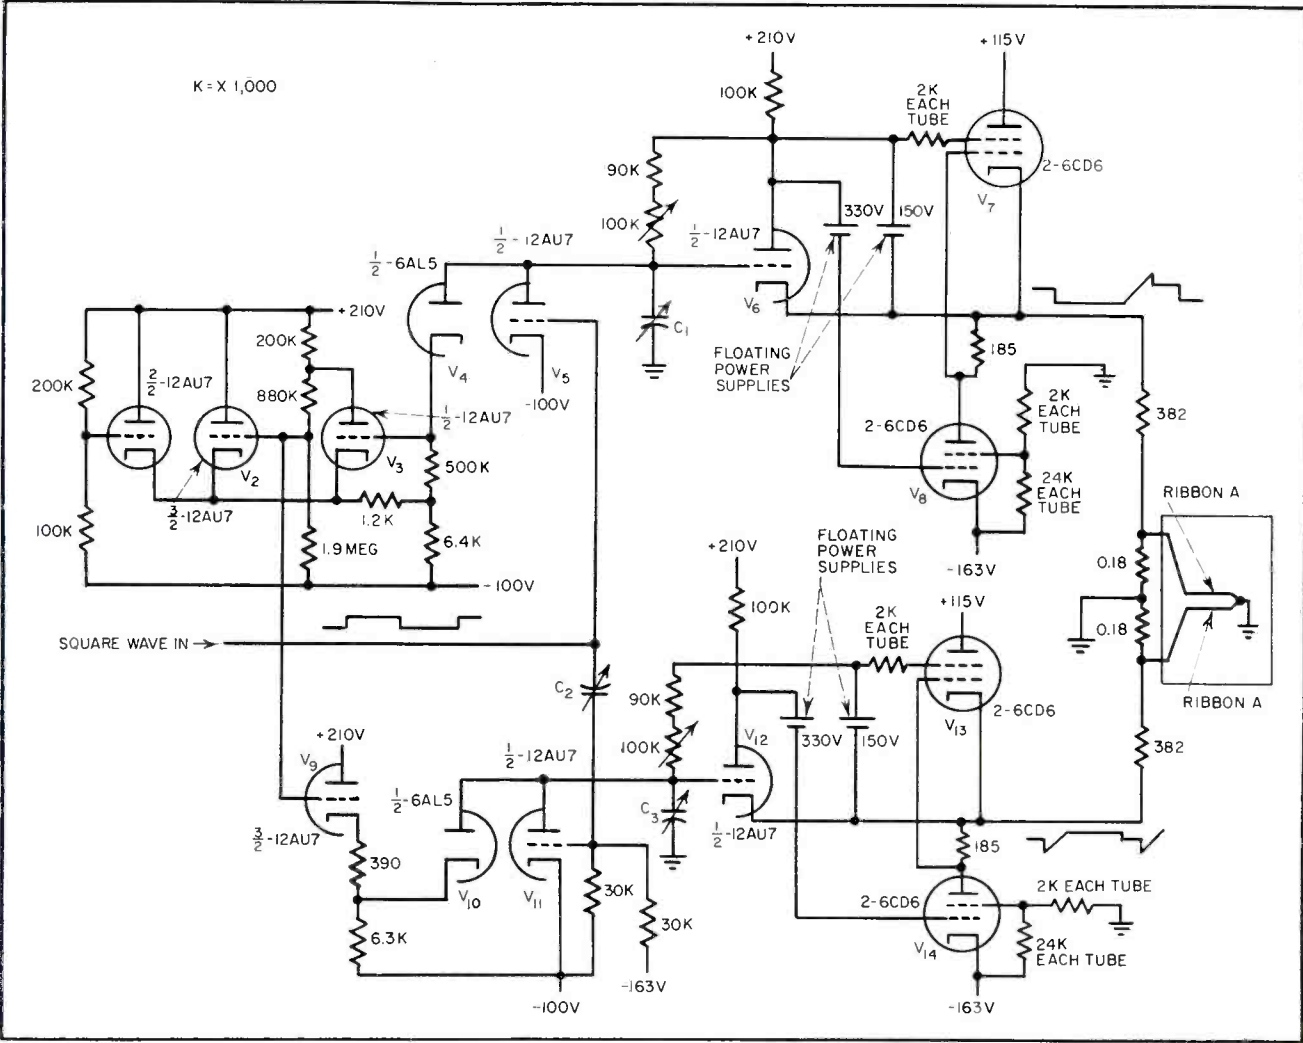 K = X 1,000
+210V
100K
+115V
2K
EACH
TUBE
2-6CD6
V7
90K
100K
330V
150V
1/2-12AU7
V6
1/2-12AU7
1/2-6AL5
V4
V5
-100V
C1
FLOATING
POWER
SUPPLIES
185
+210V
200K
200K
2/2-12AU7
880K
1/2-12AU7
V2
V3
500K
3/2-12AU7
1.2K
100K
1.9 MEG
6.4K
-100V
2-6CD6
V8
2K
EACH
TUBE
24K
EACH
TUBE
-163V
382
RIBBON A
0.18
0.18
RIBBON A
382
SQUARE WAVE IN
C2
+210V
100K
FLOATING
POWER
SUPPLIES
2K
EACH
TUBE
+115V
2-6CD6
V13
90K
100K
V12
330V
150V
1/2-12AU7
C3
1/2-12AU7
+210V
V9
3/2-12AU7
1/2-6AL5
390
V10
V11
30K
30K
6.3K
-100V
-163V
185
2-6CD6
V14
2K EACH TUBE
24K
EACH TUBE
-163V